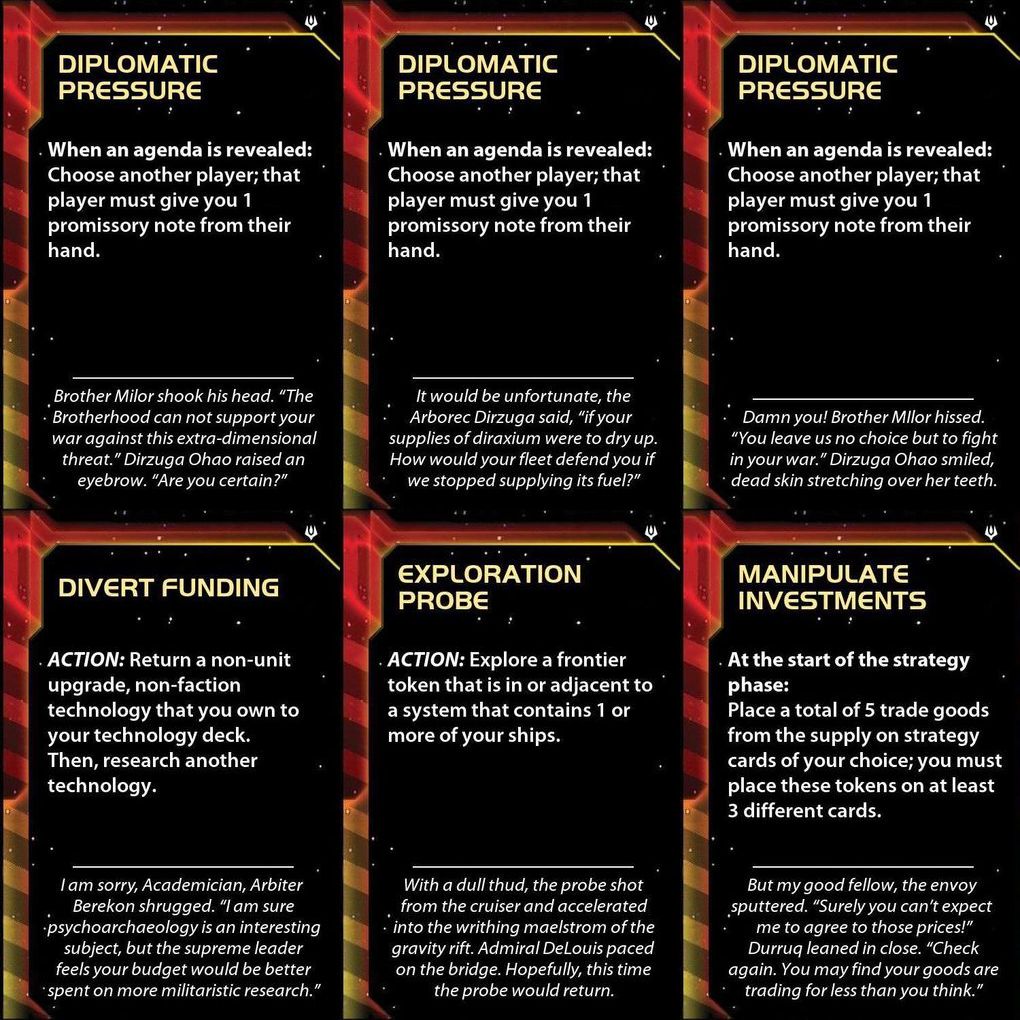 DIPLOMATIC
PRESSURE
When an agenda is revealed:
Choose another player; that
player must give you 1
promissory note from their
hand.
Brother Milor shook his head. “The
Brotherhood can not support your
war against this extra-dimensional
threat.” Dirzuga Ohao raised an
eyebrow. “Are you certain?”
DIPLOMATIC
PRESSURE
When an agenda is revealed:
Choose another player; that
player must give you 1
promissory note from their
hand.
It would be unfortunate, the
Arborec Dirzuga said, “if your
supplies of diraxium were to dry up.
How would your fleet defend you if
we stopped supplying its fuel?”
DIPLOMATIC
PRESSURE
When an agenda is revealed:
Choose another player; that
player must give you 1
promissory note from their
hand.
Damn you! Brother MIlor hissed.
“You leave us no choice but to fight
in your war.” Dirzuga Ohao smiled,
dead skin stretching over her teeth.
DIVERT FUNDING
ACTION: Return a non-unit
upgrade, non-faction
technology that you own to
your technology deck.
Then, research another
technology.
I am sorry, Academician, Arbiter
Berekon shrugged. “I am sure
psychoarchaeology is an interesting
subject, but the supreme leader
feels your budget would be better
spent on more militaristic research.”
EXPLORATION
PROBE
ACTION: Explore a frontier
token that is in or adjacent to
a system that contains 1 or
more of your ships.
With a dull thud, the probe shot
from the cruiser and accelerated
into the writhing maelstrom of the
gravity rift. Admiral DeLouis paced
on the bridge. Hopefully, this time
the probe would return.
MANIPULATE
INVESTMENTS
At the start of the strategy
phase:
Place a total of 5 trade goods
from the supply on strategy
cards of your choice; you must
place these tokens on at least
3 different cards.
But my good fellow, the envoy
sputtered. “Surely you can’t expect
me to agree to those prices!”
Durruq leaned in close. “Check
again. You may find your goods are
trading for less than you think.”